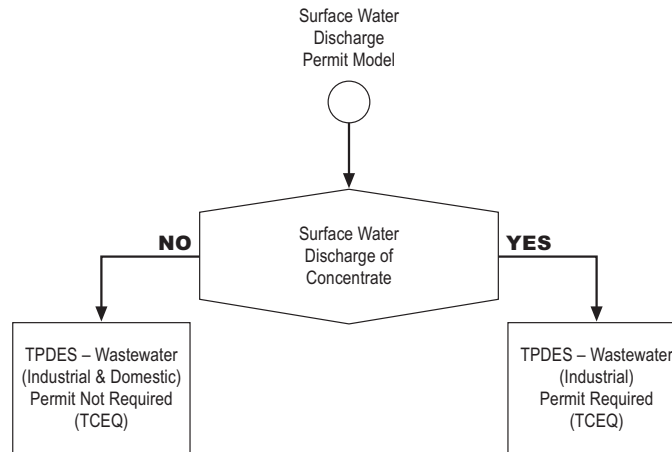 Surface Water
Discharge
Permit Model
NO
Surface Water
Discharge of
Concentrate
YES
TPDES – Wastewater
(Industrial & Domestic)
Permit Not Required
(TCEQ)
TPDES – Wastewater
(Industrial)
Permit Required
(TCEQ)